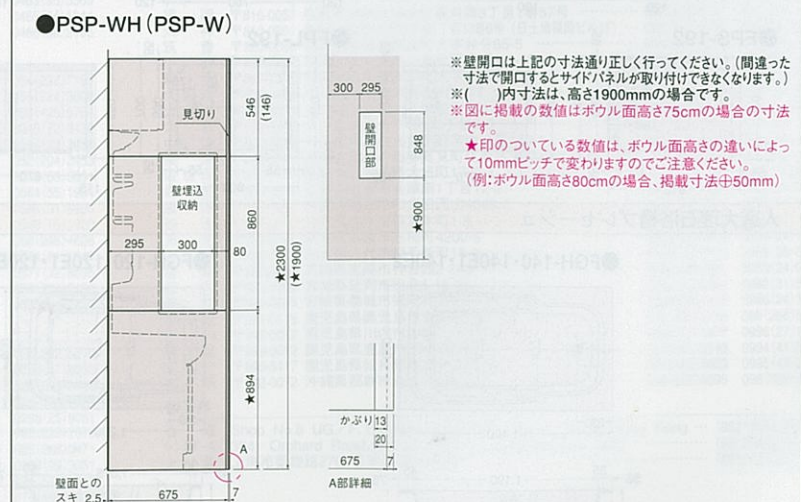 ●PSP-WH(PSP-W)
見切り
壁埋込
収納
295
300
80
546
(146)
860
★894
★2300
(★1900)
A
壁面との
スキ 2.5
675
7
300 295
壁開口部
848
★900
かぶり 13
20
675
7
A部詳細
※壁開口は上記の寸法通り正しく行ってください。(間違った
寸法で開口するとサイドパネルが取り付けできなくなります。)
※( )内寸法は、高さ1900mmの場合です。
※図に掲載の数値はボウル面高さ75cmの場合の寸法
です。
★印のついている数値は、ボウル面高さの違いによっ
て10mmピッチで変わりますのでご注意ください。
(例:ボウル面高さ80cmの場合、掲載寸法⊕50mm)